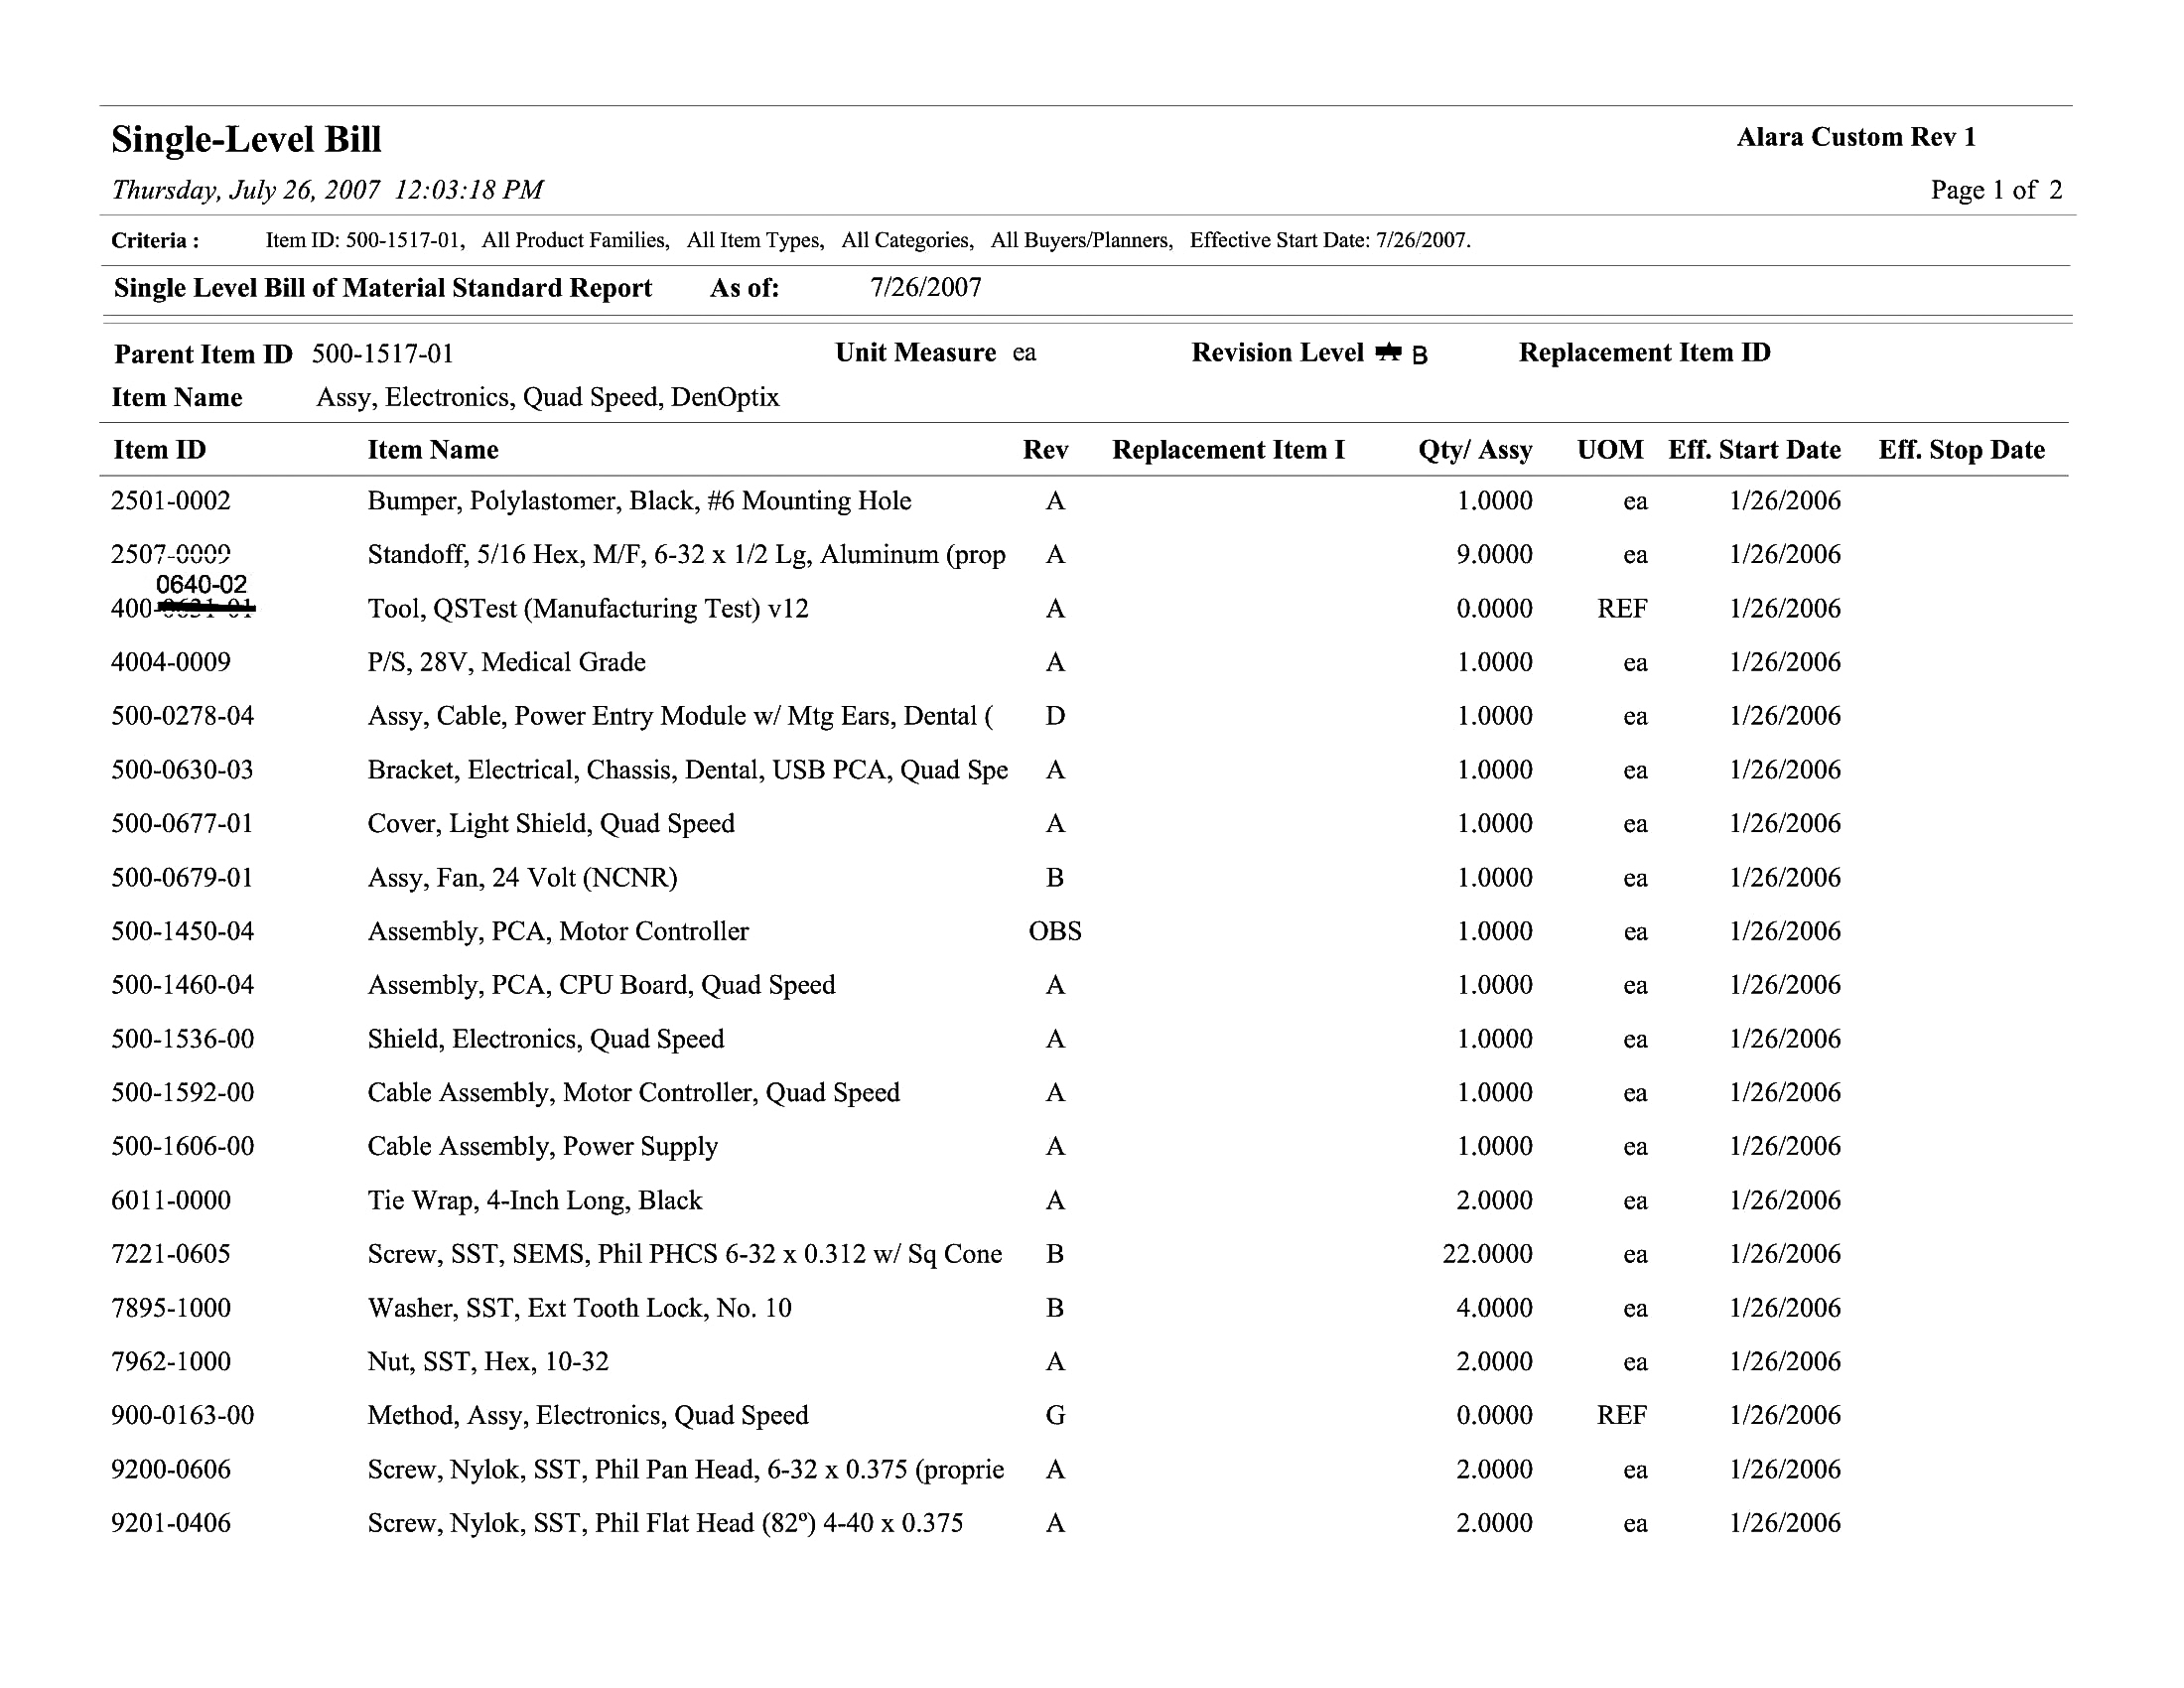 Single-Level Bill Alara Custom Rev 1
Thursday, July 26, 2007 12:03:18 PM Page 1 of 2
Criteria : Item ID: 500-1517-01, All Product Families, All Item Types, All Categories, All Buyers/Planners, Effective Start Date: 7/26/2007.
Single Level Bill of Material Standard Report As of: 7/26/2007
Parent Item ID 500-1517-01 Unit Measure ea Revision Level A B Replacement Item ID
Item Name Assy, Electronics, Quad Speed, DenOptix
Item ID Item Name Rev Replacement Item I Qty/ Assy UOM Eff. Start Date Eff. Stop Date
2501-0002 Bumper, Polylastomer, Black, #6 Mounting Hole A 1.0000 ea 1/26/2006
2507-0009 Standoff, 5/16 Hex, M/F, 6-32 x 1/2 Lg, Aluminum (prop A 9.0000 ea 1/26/2006
0640-02
400-0631-01 Tool, QSTest (Manufacturing Test) v12 A 0.0000 REF 1/26/2006
4004-0009 P/S, 28V, Medical Grade A 1.0000 ea 1/26/2006
500-0278-04 Assy, Cable, Power Entry Module w/ Mtg Ears, Dental ( D 1.0000 ea 1/26/2006
500-0630-03 Bracket, Electrical, Chassis, Dental, USB PCA, Quad Spe A 1.0000 ea 1/26/2006
500-0677-01 Cover, Light Shield, Quad Speed A 1.0000 ea 1/26/2006
500-0679-01 Assy, Fan, 24 Volt (NCNR) B 1.0000 ea 1/26/2006
500-1450-04 Assembly, PCA, Motor Controller OBS 1.0000 ea 1/26/2006
500-1460-04 Assembly, PCA, CPU Board, Quad Speed A 1.0000 ea 1/26/2006
500-1536-00 Shield, Electronics, Quad Speed A 1.0000 ea 1/26/2006
500-1592-00 Cable Assembly, Motor Controller, Quad Speed A 1.0000 ea 1/26/2006
500-1606-00 Cable Assembly, Power Supply A 1.0000 ea 1/26/2006
6011-0000 Tie Wrap, 4-Inch Long, Black A 2.0000 ea 1/26/2006
7221-0605 Screw, SST, SEMS, Phil PHCS 6-32 x 0.312 w/ Sq Cone B 22.0000 ea 1/26/2006
7895-1000 Washer, SST, Ext Tooth Lock, No. 10 B 4.0000 ea 1/26/2006
7962-1000 Nut, SST, Hex, 10-32 A 2.0000 ea 1/26/2006
900-0163-00 Method, Assy, Electronics, Quad Speed G 0.0000 REF 1/26/2006
9200-0606 Screw, Nylok, SST, Phil Pan Head, 6-32 x 0.375 (proprie A 2.0000 ea 1/26/2006
9201-0406 Screw, Nylok, SST, Phil Flat Head (82º) 4-40 x 0.375 A 2.0000 ea 1/26/2006